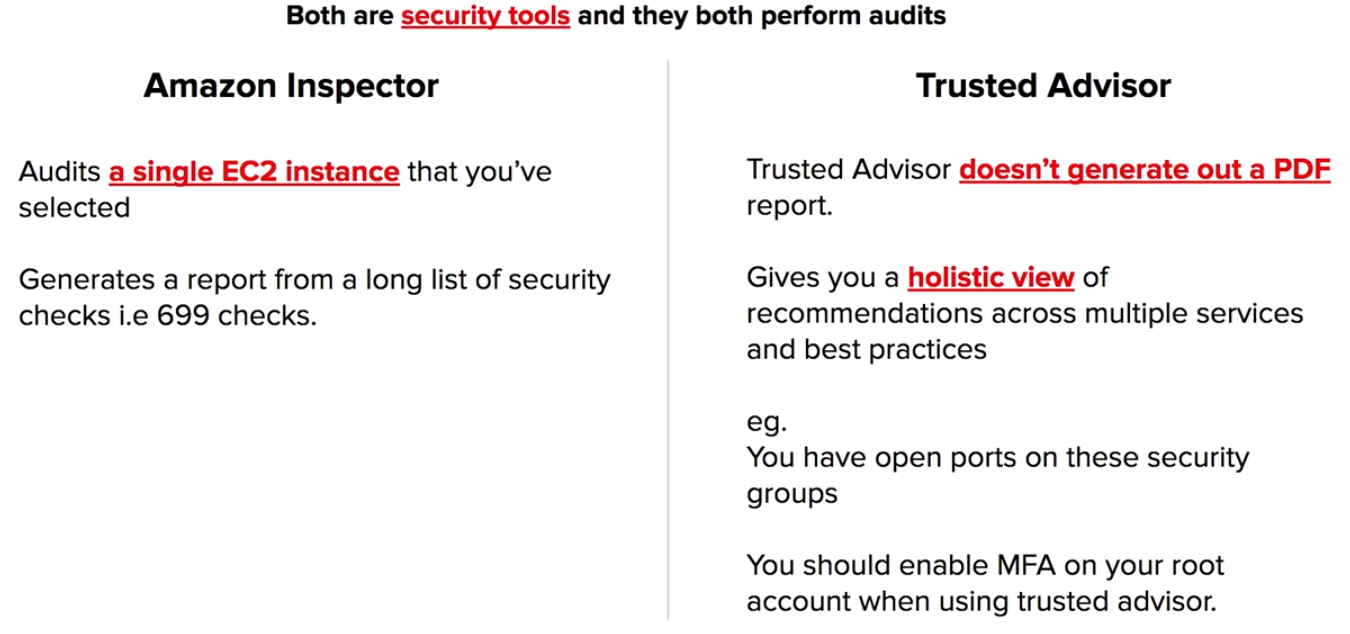 Both are security tools and they both perform audits
Amazon Inspector
Audits a single EC2 instance that you've
selected
Generates a report from a long list of security
checks i.e 699 checks.
Trusted Advisor
Trusted Advisor doesn't generate out a PDF
report.
Gives you a holistic view of
recommendations across multiple services
and best practices
eg.
You have open ports on these security
groups
You should enable MFA on your root
account when using trusted advisor.